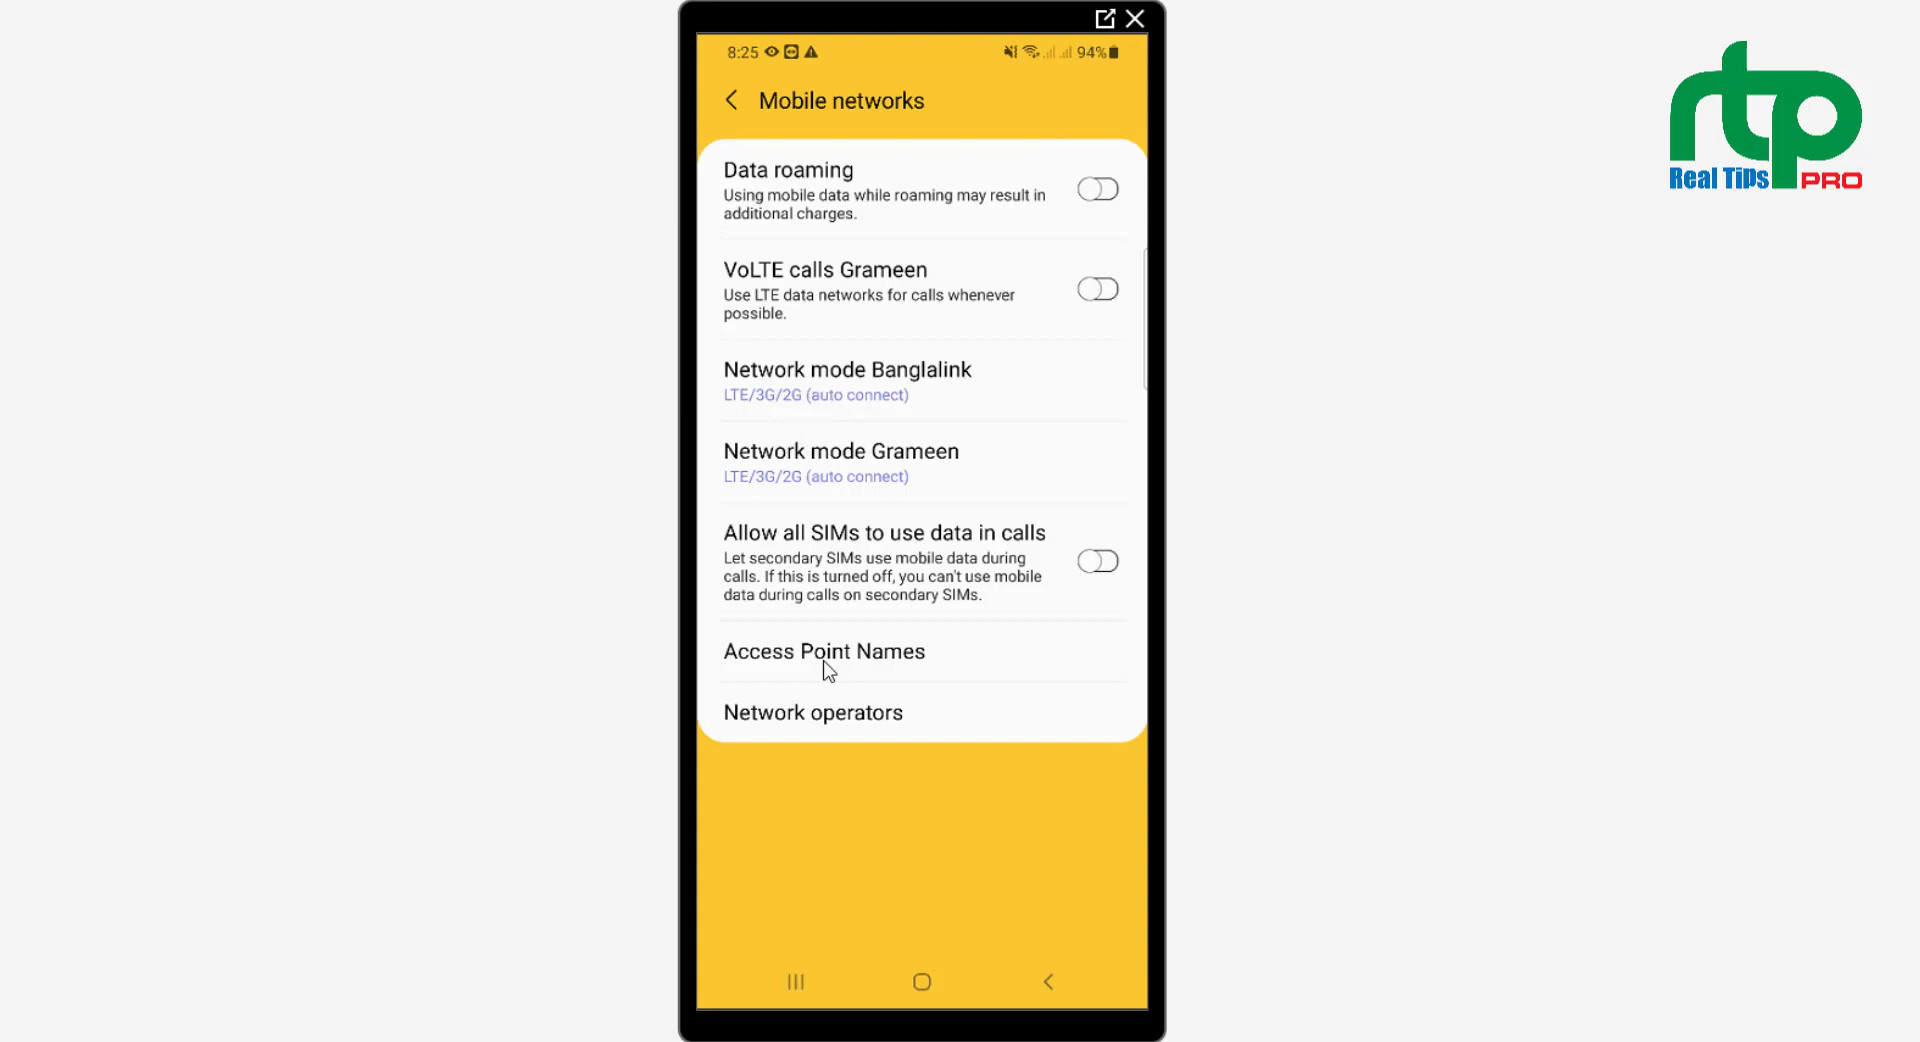 8:25
94%
Mobile networks
Data roaming
Using mobile data while roaming may result in
additional charges.
VoLTE calls Grameen
Use LTE data networks for calls whenever
possible.
Network mode Banglalink
LTE/3G/2G (auto connect)
Network mode Grameen
LTE/3G/2G (auto connect)
Allow all SIMs to use data in calls
Let secondary SIMs use mobile data during
calls. If this is turned off, you can't use mobile
data during calls on secondary SIMs.
Access Point Names
Network operators
rtp
Real Tips PRO